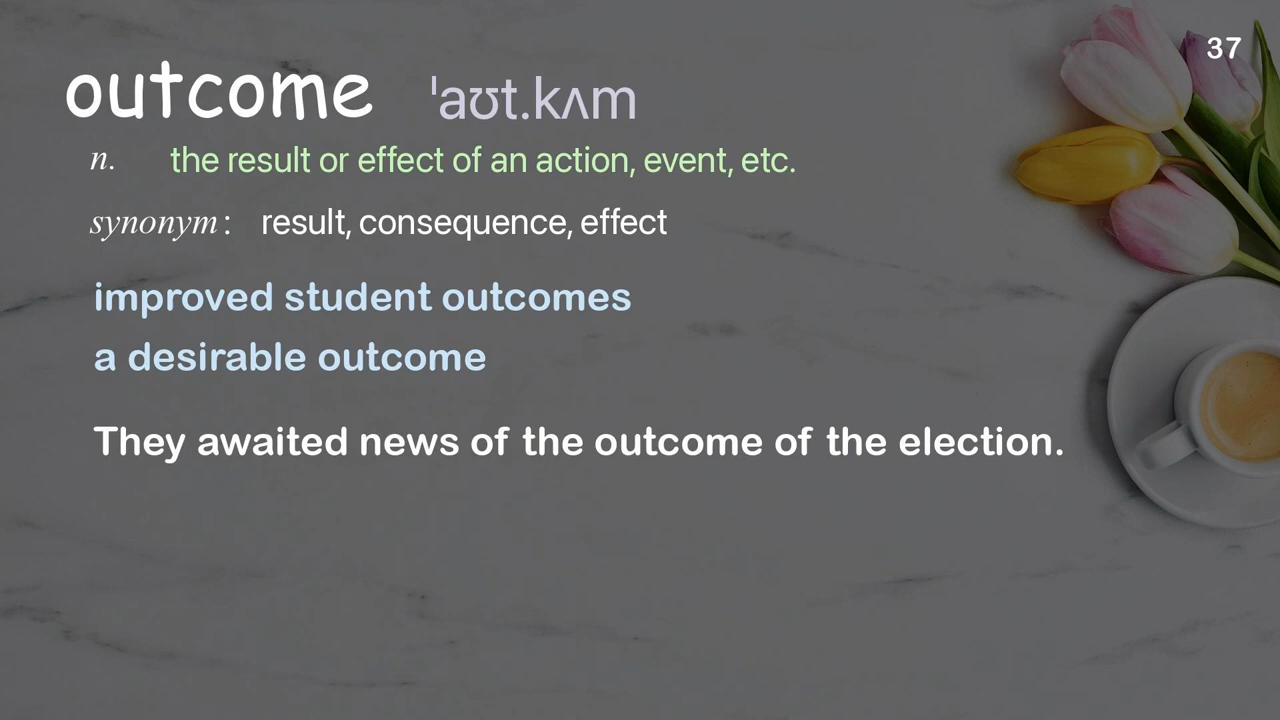 37
outcome ˈaʊt.kʌm
n. the result or effect of an action, event, etc.
synonym: result, consequence, effect
improved student outcomes
a desirable outcome
They awaited news of the outcome of the election.